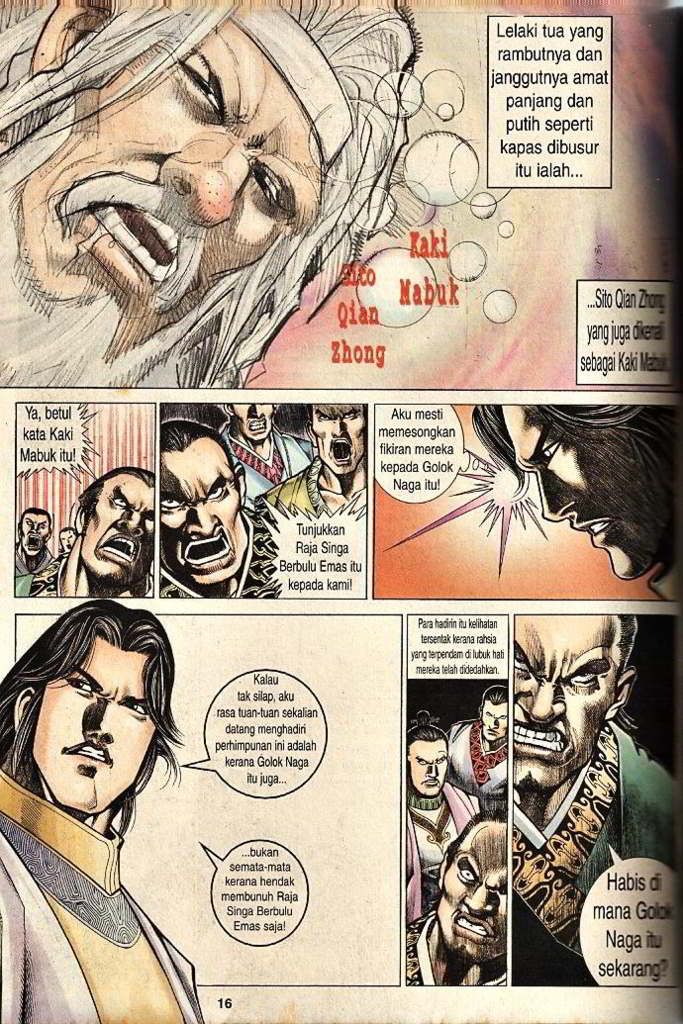 Lelaki tua yang
rambutnya dan
janggutnya amat
panjang dan
putih seperti
kapas dibusur
itu ialah...
Kaki
Mabuk
Sito
Qian
Zhong
...Sito Qian Zhong
yang juga dikenali
sebagai Kaki Mabuk.
Ya, betul
kata Kaki
Mabuk itu!
Tunjukkan
Raja Singa
Berbulu Emas itu
kepada kami!
Aku mesti
memesongkan
fikiran mereka
kepada Golok
Naga itu!
Kalau
tak silap, aku
rasa tuan-tuan sekalian
datang menghadiri
perhimpunan ini adalah
kerana Golok Naga
itu juga...
...bukan
semata-mata
kerana hendak
membunuh Raja
Singa Berbulu
Emas saja!
Para hadirin itu kelihatan
tersentak kerana rahsia
yang terpendam di lubuk hati
mereka telah didedahkan.
Habis di
mana Golok
Naga itu
sekarang?
16